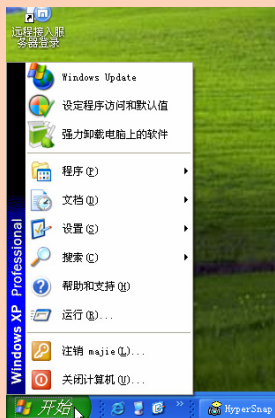 远程接入服
务器登录
Windows Update
设定程序访问和默认值
强力卸载电脑上的软件
程序(P)
文档(D)
设置(S)
搜索(C)
帮助和支持(H)
运行(R)...
注销 majie(L)...
关闭计算机(U)...
Windows XP Professional
开始
»
HyperSnap